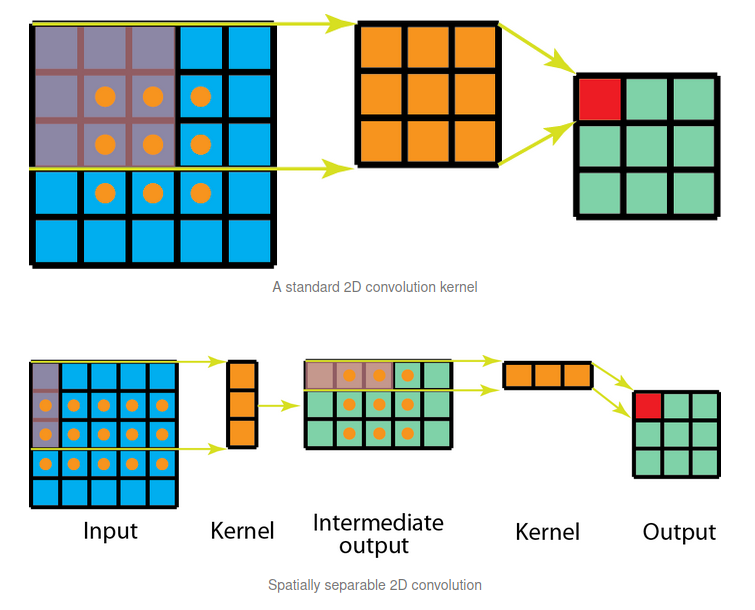 A standard 2D convolution kernel
Input
Kernel
Intermediate
output
Kernel
Output
Spatially separable 2D convolution